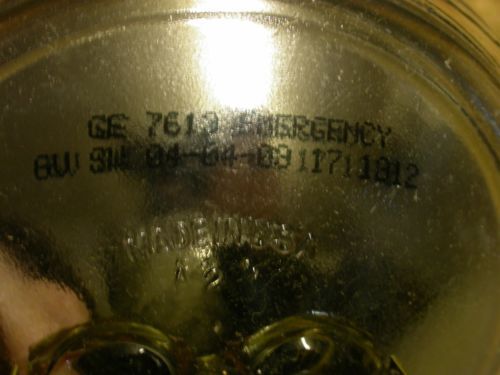 GE 7613 EMERGENCY
6V 8W 04-04-03 11711812
MADE IN USA